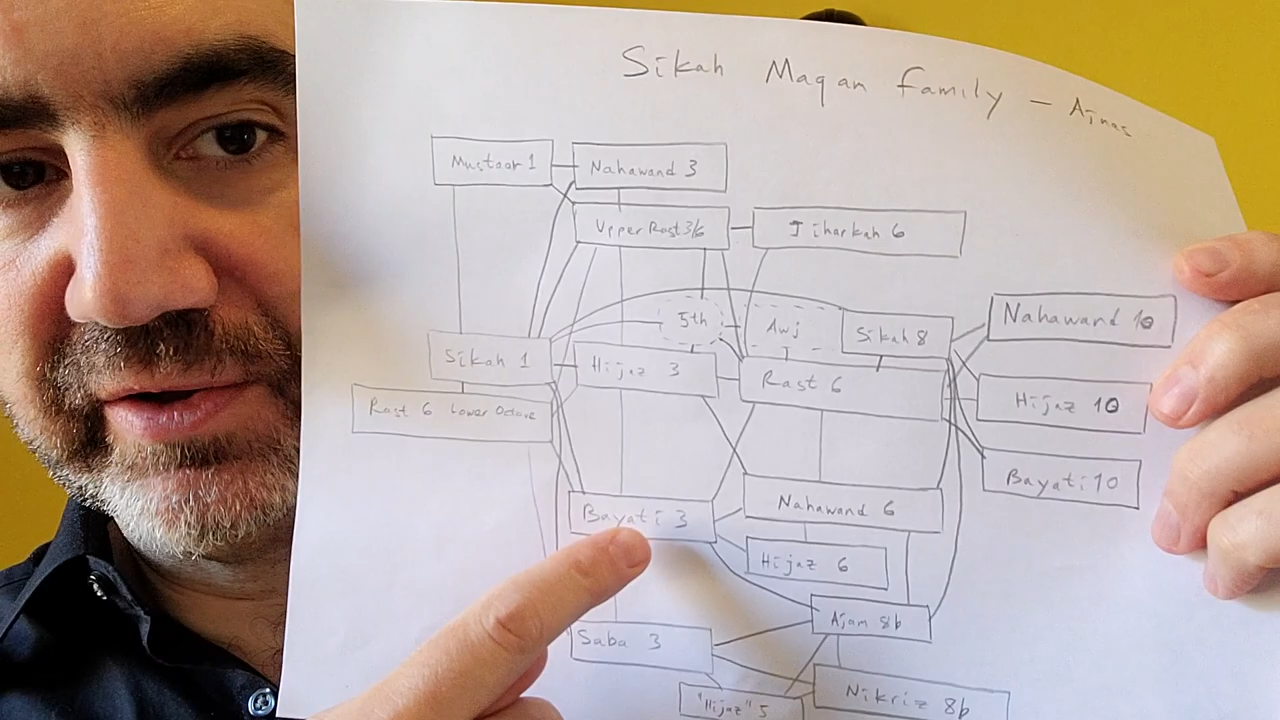 Sikah Maqam Family - Ajnas
Mustaar 1
Nahawand 3
Upper Rast 3/6
Jiharkah 6
5th
Awj
Sikah 8
Nahawand 10
Sikah 1
Hijaz 3
Rast 6
Hijaz 10
Rast 6 Lower Octave
Bayati 10
Bayati 3
Nahawand 6
Hijaz 6
Ajam 8b
Saba 3
"Hijaz" 5
Nikriz 8b